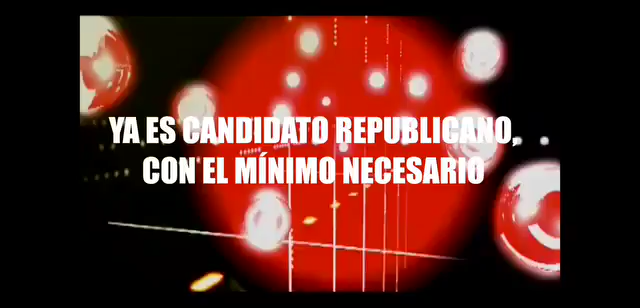 YA ES CANDIDATO REPUBLICANO,
CON EL MÍNIMO NECESARIO